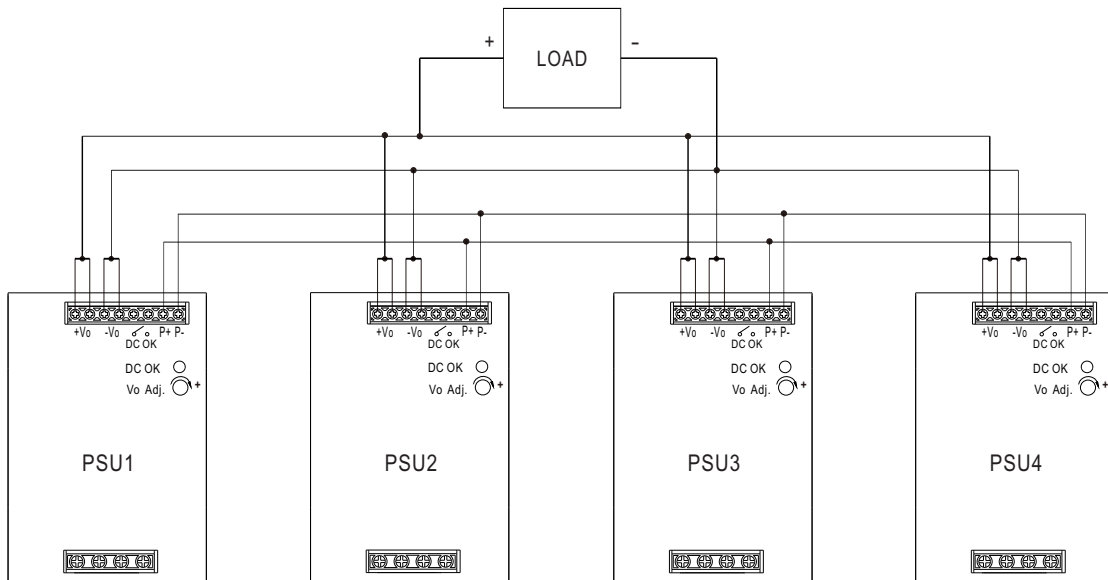 + LOAD -
+Vo -Vo P+ P-
DC OK
DC OK
Vo Adj. +
PSU1
+Vo -Vo P+ P-
DC OK
DC OK
Vo Adj. +
PSU2
+Vo -Vo P+ P-
DC OK
DC OK
Vo Adj. +
PSU3
+Vo -Vo P+ P-
DC OK
DC OK
Vo Adj. +
PSU4